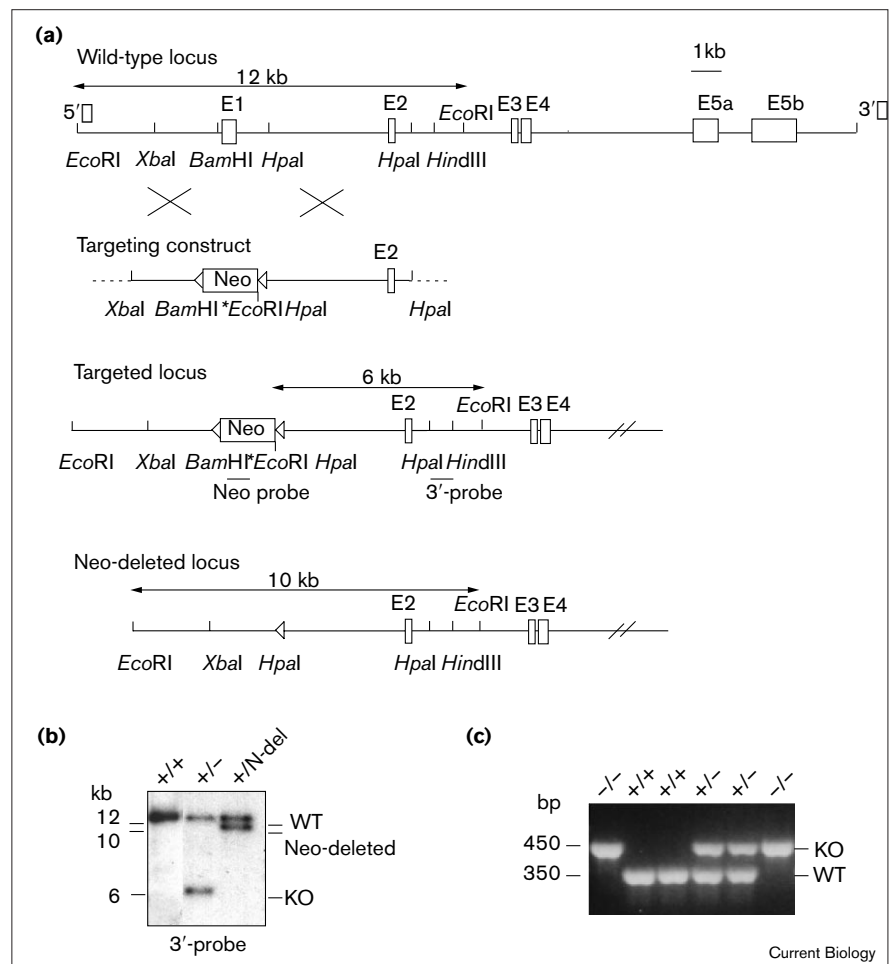 (a)
Wild-type locus
1kb
12 kb
5′ E1 E2 EcoRI E3 E4 E5a E5b 3′
EcoRI XbaI BamHI HpaI HpaI HindIII
Targeting construct
E2
Neo
XbaI BamHI *EcoRI HpaI HpaI
Targeted locus
6 kb
E2 EcoRI E3 E4
Neo
EcoRI XbaI BamHI*EcoRI HpaI HpaI HindIII
Neo probe 3′-probe
Neo-deleted locus
10 kb
E2 EcoRI E3 E4
EcoRI XbaI HpaI HpaI HindIII
(b)
+/+ +/− +/N-del
kb
12 WT
10 Neo-deleted
6 KO
3′-probe
(c)
−/− +/+ +/+ +/− +/− −/−
bp
450 KO
350 WT
Current Biology